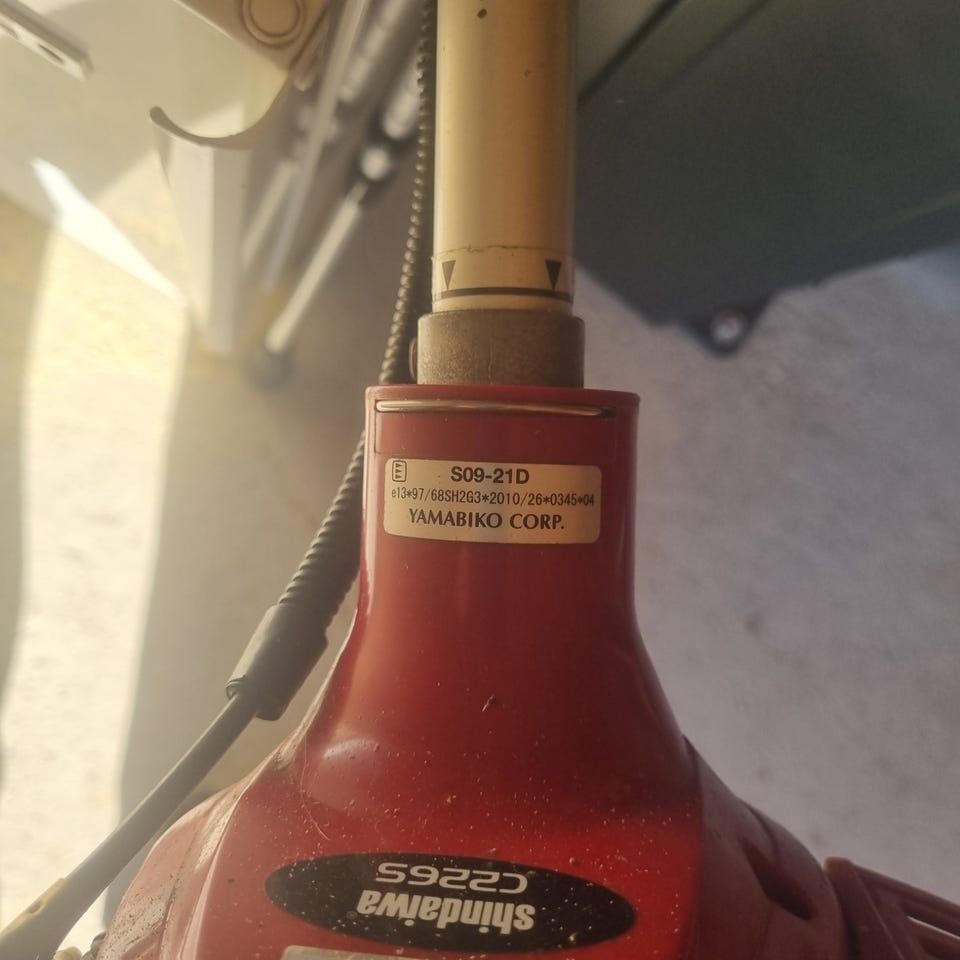 S09-21D
e13*97/68SH2G3*2010/26*0345*04
YAMABIKO CORP.
shindaiwa®
C226S